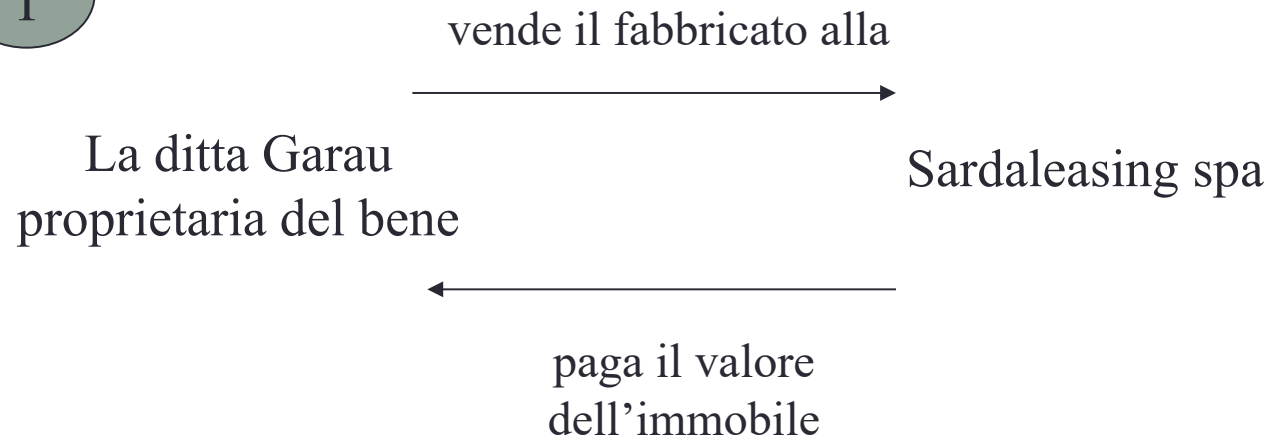 1
vende il fabbricato alla
La ditta Garau
proprietaria del bene
Sardaleasing spa
paga il valore
dell’immobile